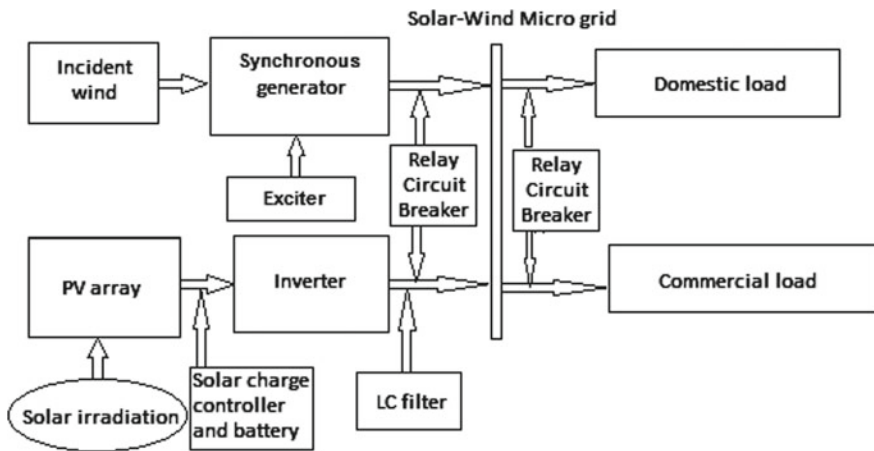 Solar-Wind Micro grid
Incident
wind
Synchronous
generator
Domestic load
Exciter
Relay
Circuit
Breaker
Relay
Circuit
Breaker
PV array
Inverter
Commercial load
Solar irradiation
Solar charge
controller
and battery
LC filter